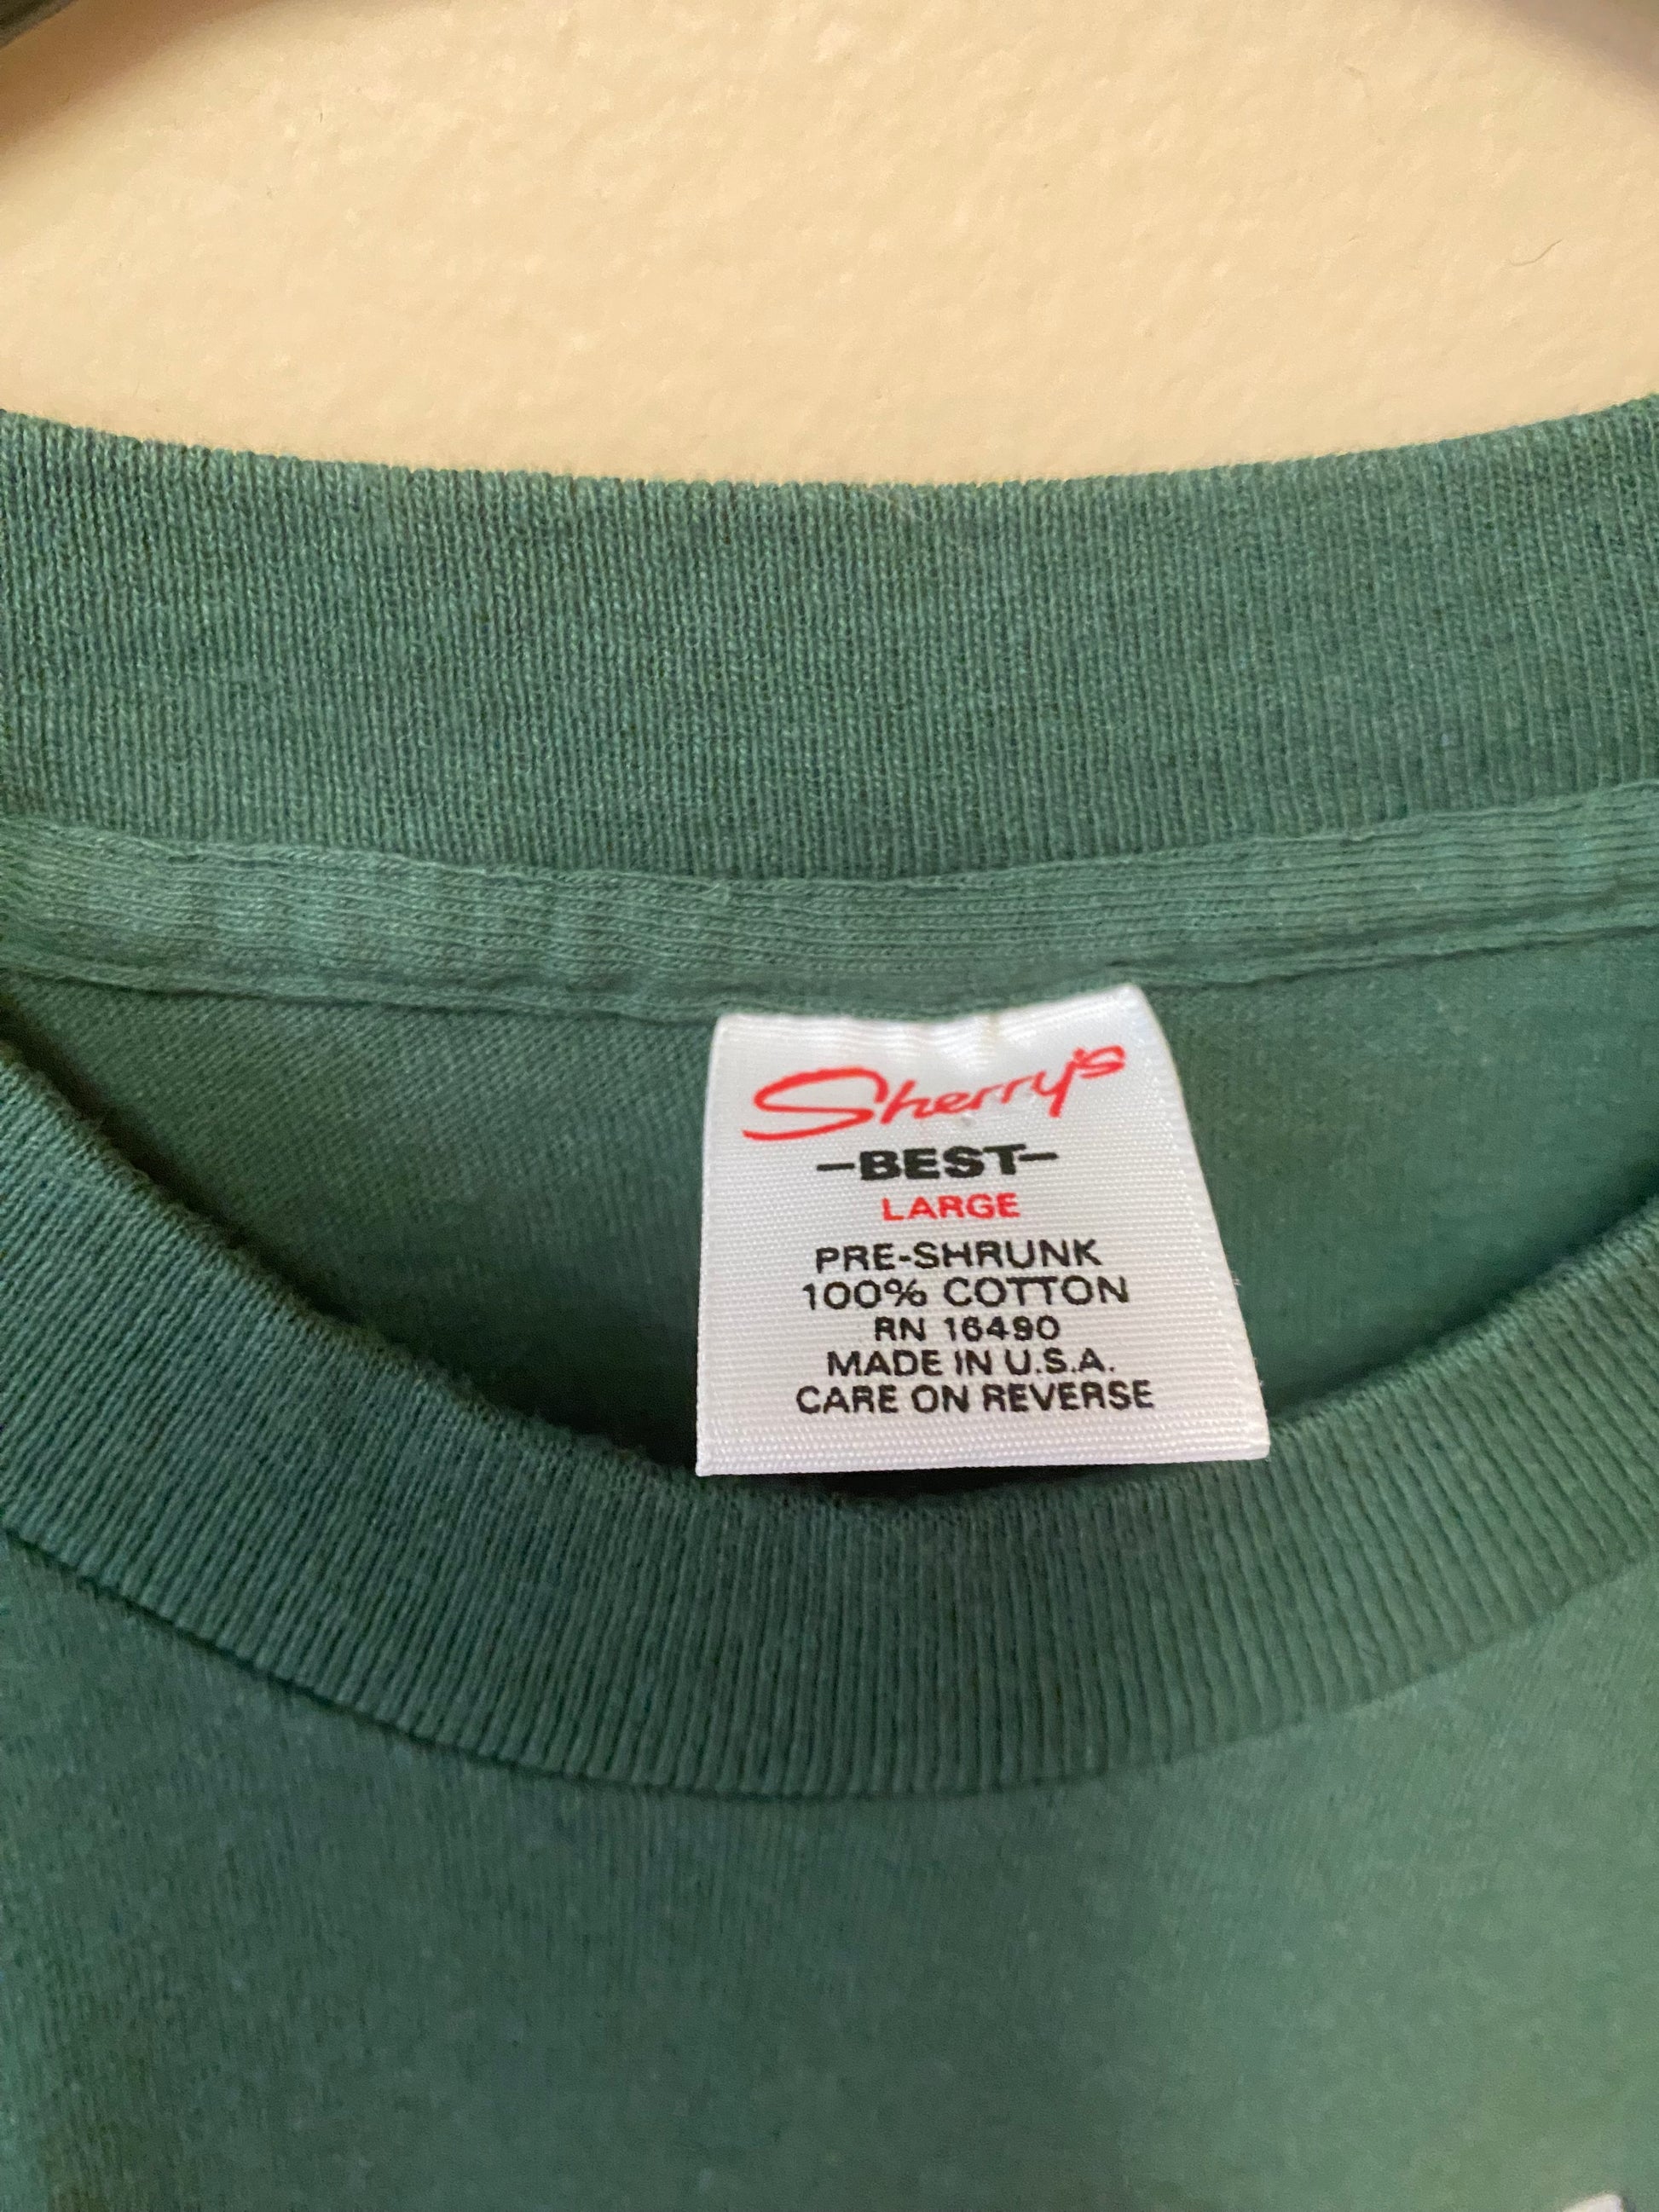 Sherry's
-BEST-
LARGE
PRE-SHRUNK
100% COTTON
RN 16490
MADE IN U.S.A.
CARE ON REVERSE